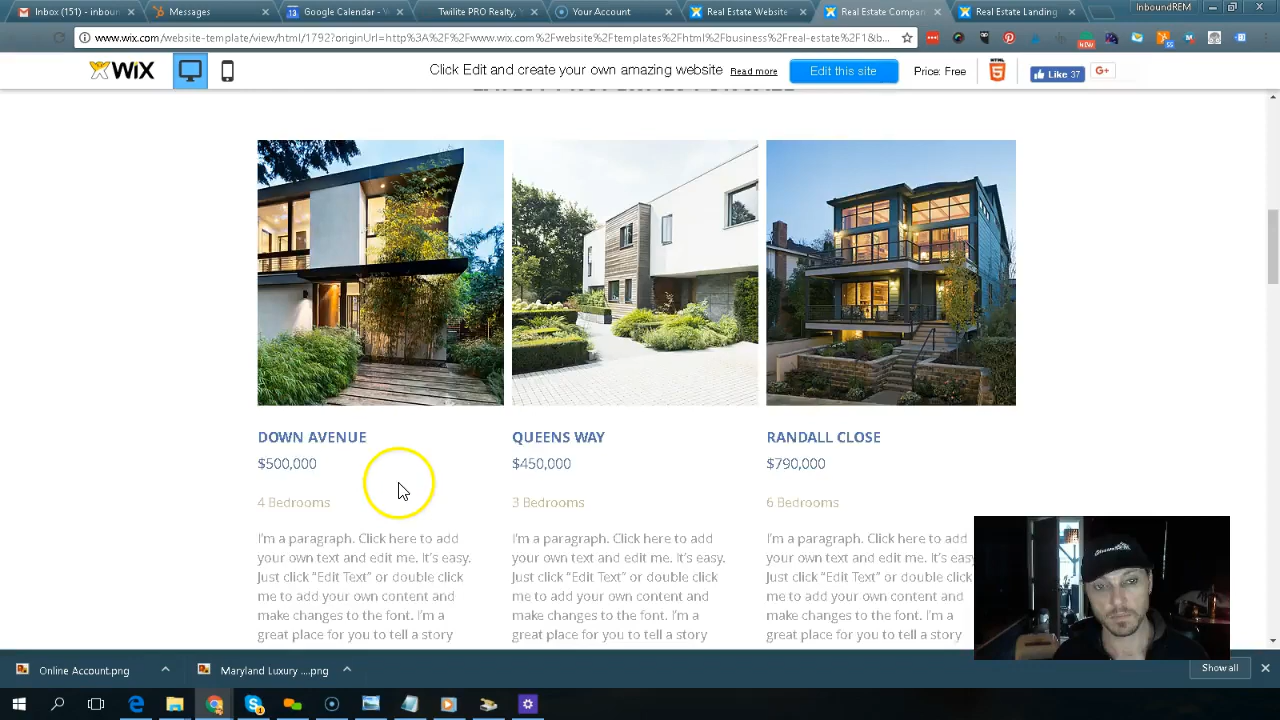 Inbox (151) -
Messages
Google Calendar -
Twilite PRO Realty,
Your Account
Real Estate Website
Real Estate Compan
Real Estate Landing
InboundREM
www.wix.com/website-template/view/html/1792?originUrl=http%3A%2F%2Fwww.wix.com%2Fwebsite%2Ftemplates%2Fhtml%2Fbusiness%2Freal-estate%2F1&b...
WiX
Click Edit and create your own amazing website
Read more
Edit this site
Price: Free
HTML
5
Like 37
G+
DOWN AVENUE
$500,000
4 Bedrooms
I'm a paragraph. Click here to add
your own text and edit me. It's easy.
Just click "Edit Text" or double click
me to add your own content and
make changes to the font. I'm a
great place for you to tell a story
QUEENS WAY
$450,000
3 Bedrooms
I'm a paragraph. Click here to add
your own text and edit me. It's easy.
Just click "Edit Text" or double click
me to add your own content and
make changes to the font. I'm a
great place for you to tell a story
RANDALL CLOSE
$790,000
6 Bedrooms
I'm a paragraph. Click here to add
your own text and edit me. It's easy.
Just click "Edit Text" or double click
me to add your own content and
make changes to the font. I'm a
great place for you to tell a story
Online Account.png
Maryland Luxury ....png
Show all